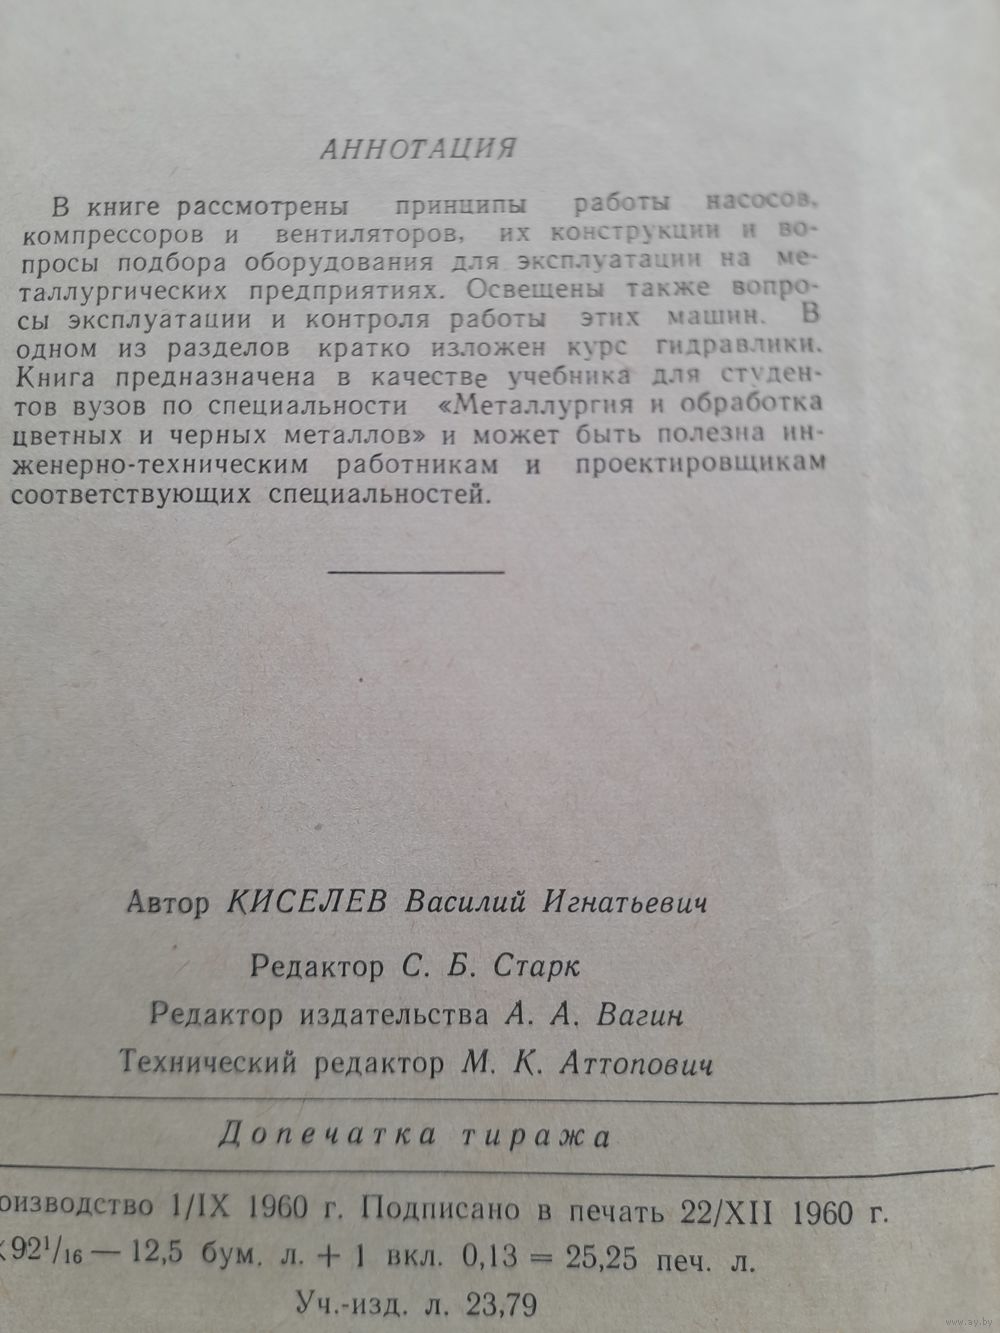 АННОТАЦИЯ
В книге рассмотрены принципы работы насосов,
компрессоров и вентиляторов, их конструкции и во-
просы подбора оборудования для эксплуатации на ме-
таллургических предприятиях. Освещены также вопро-
сы эксплуатации и контроля работы этих машин. В
одном из разделов кратко изложен курс гидравлики.
Книга предназначена в качестве учебника для студен-
тов вузов по специальности «Металлургия и обработка
цветных и черных металлов» и может быть полезна ин-
женерно-техническим работникам и проектировщикам
соответствующих специальностей.
Автор КИСЕЛЕВ Василий Игнатьевич
Редактор С. Б. Старк
Редактор издательства А. А. Вагин
Технический редактор М. К. Аттопович
Допечатка тиража
оизводство 1/IX 1960 г. Подписано в печать 22/XII 1960 г.
×92¹/₁₆ — 12,5 бум. л. + 1 вкл. 0,13 = 25,25 печ. л.
Уч.-изд. л. 23,79
www.ay.by